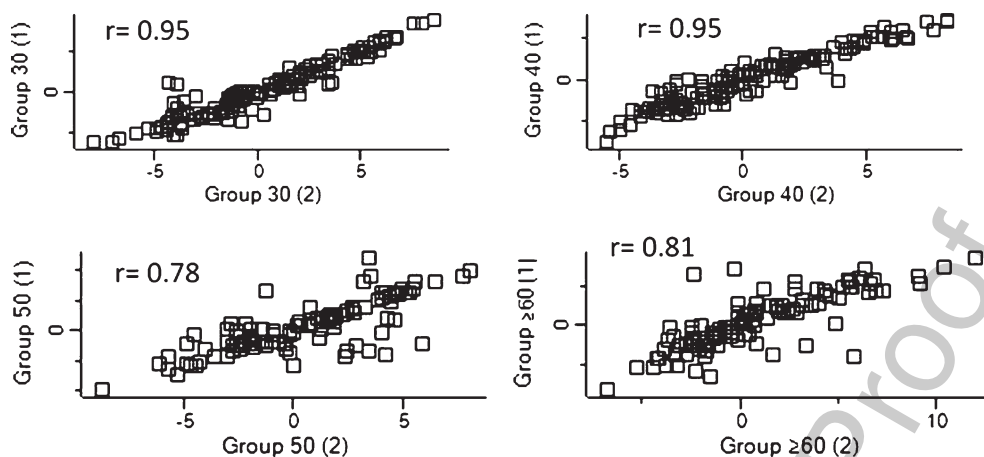 r= 0.95
Group 30 (1)
0
-5 0 5
Group 30 (2)
r= 0.95
Group 40 (1)
0
-5 0 5
Group 40 (2)
r= 0.78
Group 50 (1)
0
-5 0 5
Group 50 (2)
r= 0.81
Group ≥60 [1]
0
0 10
Group ≥60 (2)
Proof